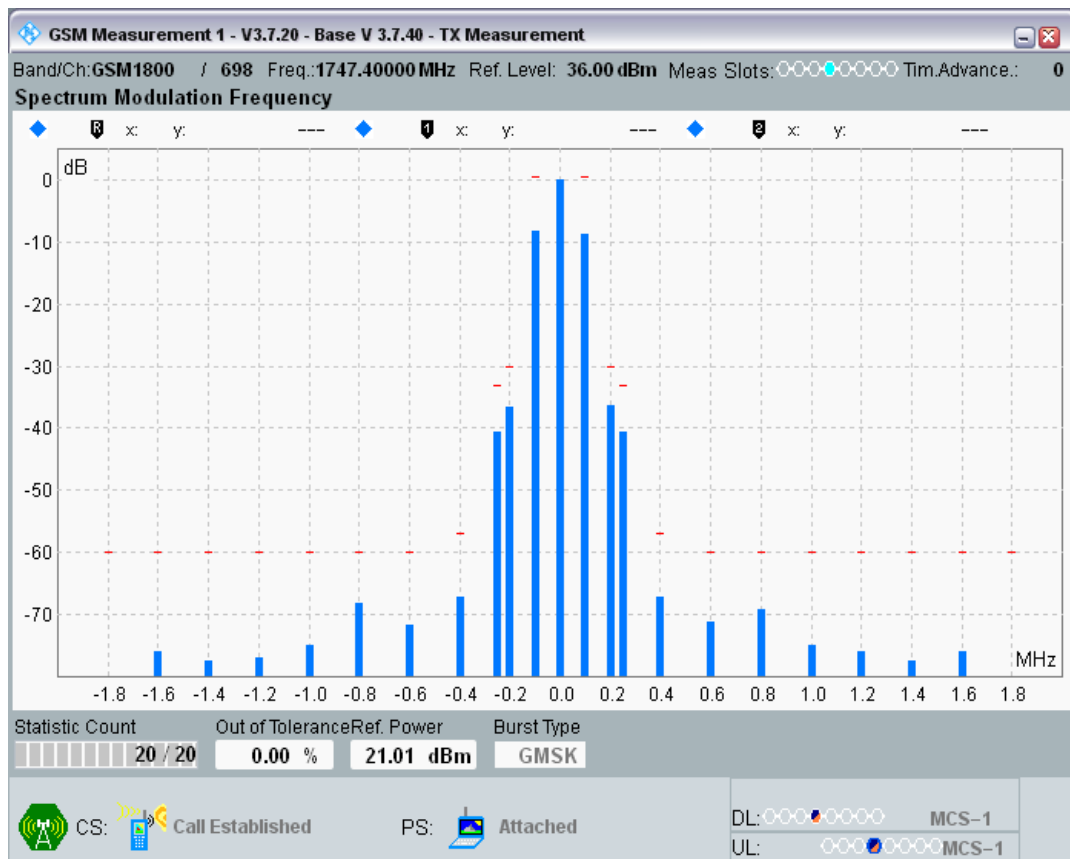 GSM Measurement 1 - V3.7.20 - Base V 3.7.40 - TX Measurement
Band/Ch:GSM1800 / 698 Freq.:1747.40000 MHz Ref. Level: 36.00 dBm Meas Slots: Tim.Advance.: 0
Spectrum Modulation Frequency
R x: y: --- 1 x: y: --- 2 x: y: ---
dB
0
-10
-20
-30
-40
-50
-60
-70
MHz
-1.8 -1.6 -1.4 -1.2 -1.0 -0.8 -0.6 -0.4 -0.2 0.0 0.2 0.4 0.6 0.8 1.0 1.2 1.4 1.6 1.8
Statistic Count Out of Tolerance Ref. Power Burst Type
20 / 20 0.00 % 21.01 dBm GMSK
CS: Call Established PS: Attached
DL: MCS-1
UL: MCS-1